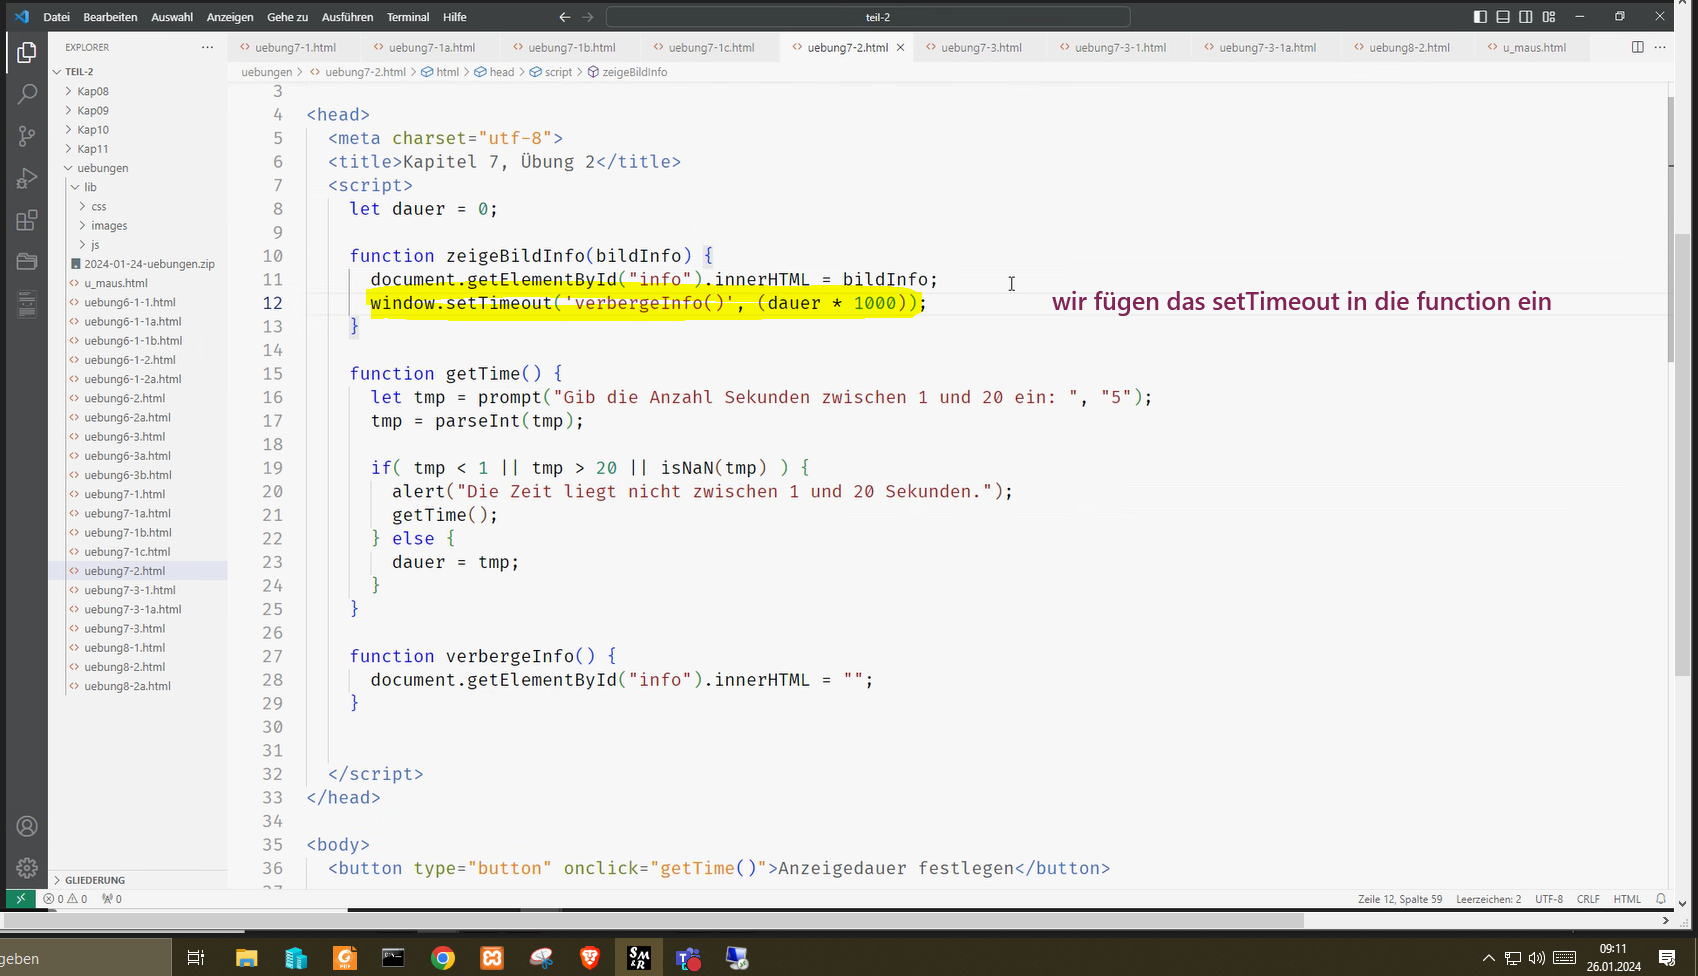 Datei Bearbeiten Auswahl Anzeigen Gehe zu Ausführen Terminal Hilfe
teil-2
EXPLORER
uebung7-1.html uebung7-1a.html uebung7-1b.html uebung7-1c.html uebung7-2.html uebung7-3.html uebung7-3-1.html uebung7-3-1a.html uebung8-2.html u_maus.html
uebungen > uebung7-2.html > html > head > script > zeigeBildInfo
TEIL-2
Kap08
Kap09
Kap10
Kap11
uebungen
lib
css
images
js
2024-01-24-uebungen.zip
u_maus.html
uebung6-1-1.html
uebung6-1-1a.html
uebung6-1-1b.html
uebung6-1-2.html
uebung6-1-2a.html
uebung6-2.html
uebung6-2a.html
uebung6-3.html
uebung6-3a.html
uebung6-3b.html
uebung7-1.html
uebung7-1a.html
uebung7-1b.html
uebung7-1c.html
uebung7-2.html
uebung7-3-1.html
uebung7-3-1a.html
uebung7-3.html
uebung8-1.html
uebung8-2.html
uebung8-2a.html
GLIEDERUNG
3
4 <head>
5 <meta charset="utf-8">
6 <title>Kapitel 7, Übung 2</title>
7 <script>
8 let dauer = 0;
9
10 function zeigeBildInfo(bildInfo) {
11 document.getElementById("info").innerHTML = bildInfo;
12 window.setTimeout('verbergeInfo()', (dauer * 1000));
wir fügen das setTimeout in die function ein
13 }
14
15 function getTime() {
16 let tmp = prompt("Gib die Anzahl Sekunden zwischen 1 und 20 ein: ", "5");
17 tmp = parseInt(tmp);
18
19 if( tmp < 1 || tmp > 20 || isNaN(tmp) ) {
20 alert("Die Zeit liegt nicht zwischen 1 und 20 Sekunden.");
21 getTime();
22 } else {
23 dauer = tmp;
24 }
25 }
26
27 function verbergeInfo() {
28 document.getElementById("info").innerHTML = "";
29 }
30
31
32 </script>
33 </head>
34
35 <body>
36 <button type="button" onclick="getTime()">Anzeigedauer festlegen</button>
0 0 0
Zeile 12, Spalte 59 Leerzeichen: 2 UTF-8 CRLF HTML
geben
SM&R
09:11
26.01.2024